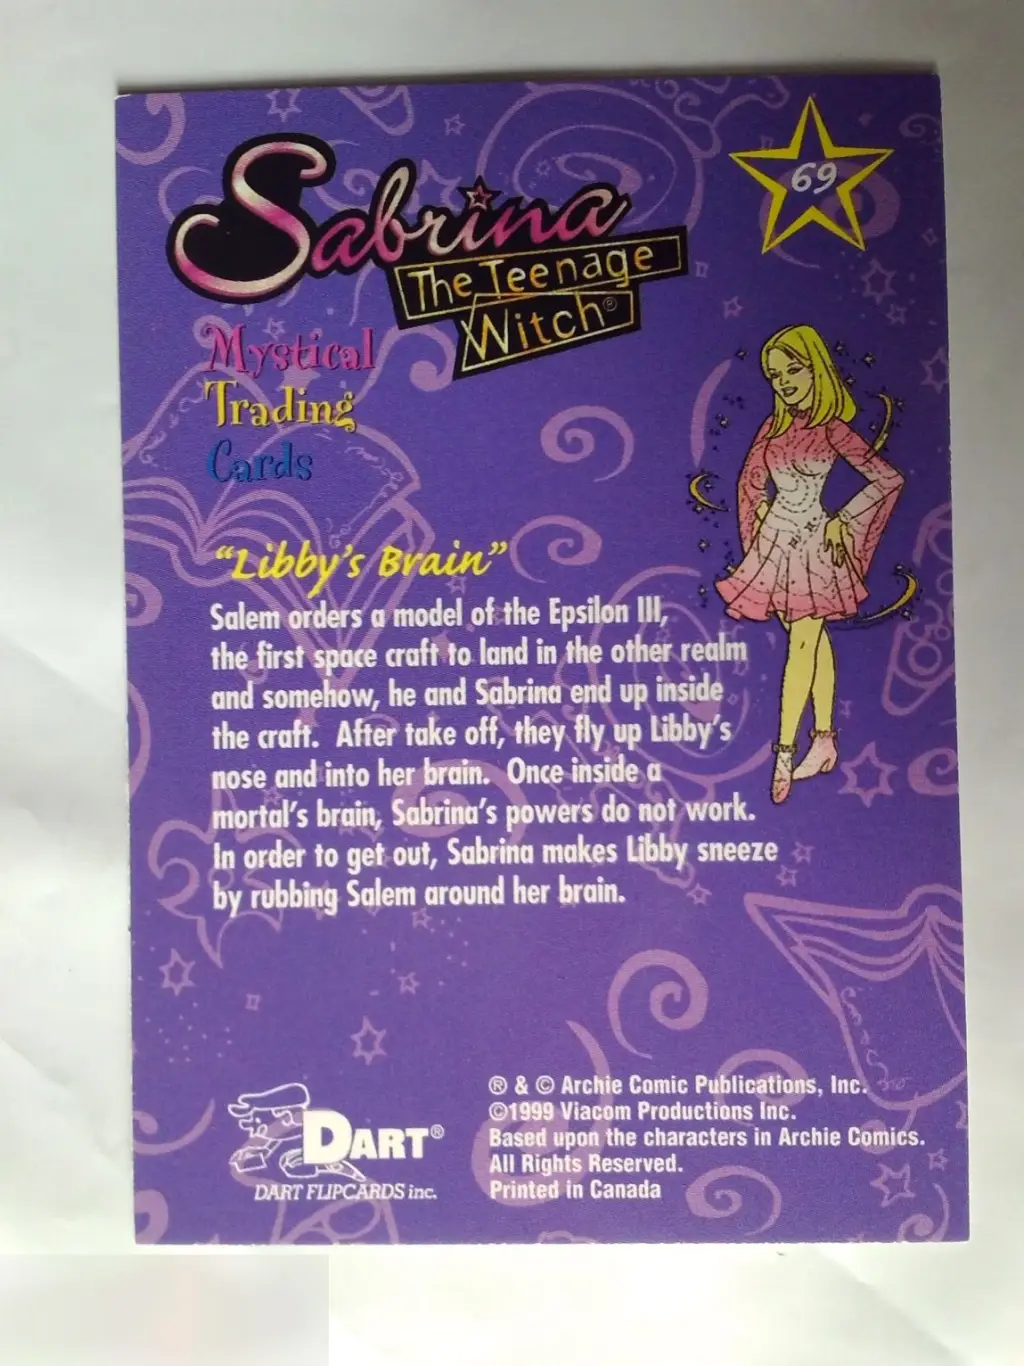 Sabrina
The Teenage
Witch®
69
Mystical
Trading
Cards
"Libby's Brain"
Salem orders a model of the Epsilon III,
the first space craft to land in the other realm
and somehow, he and Sabrina end up inside
the craft. After take off, they fly up Libby's
nose and into her brain. Once inside a
mortal's brain, Sabrina's powers do not work.
In order to get out, Sabrina makes Libby sneeze
by rubbing Salem around her brain.
DART®
DART FLIPCARDS inc.
® & © Archie Comic Publications, Inc.
©1999 Viacom Productions Inc.
Based upon the characters in Archie Comics.
All Rights Reserved.
Printed in Canada